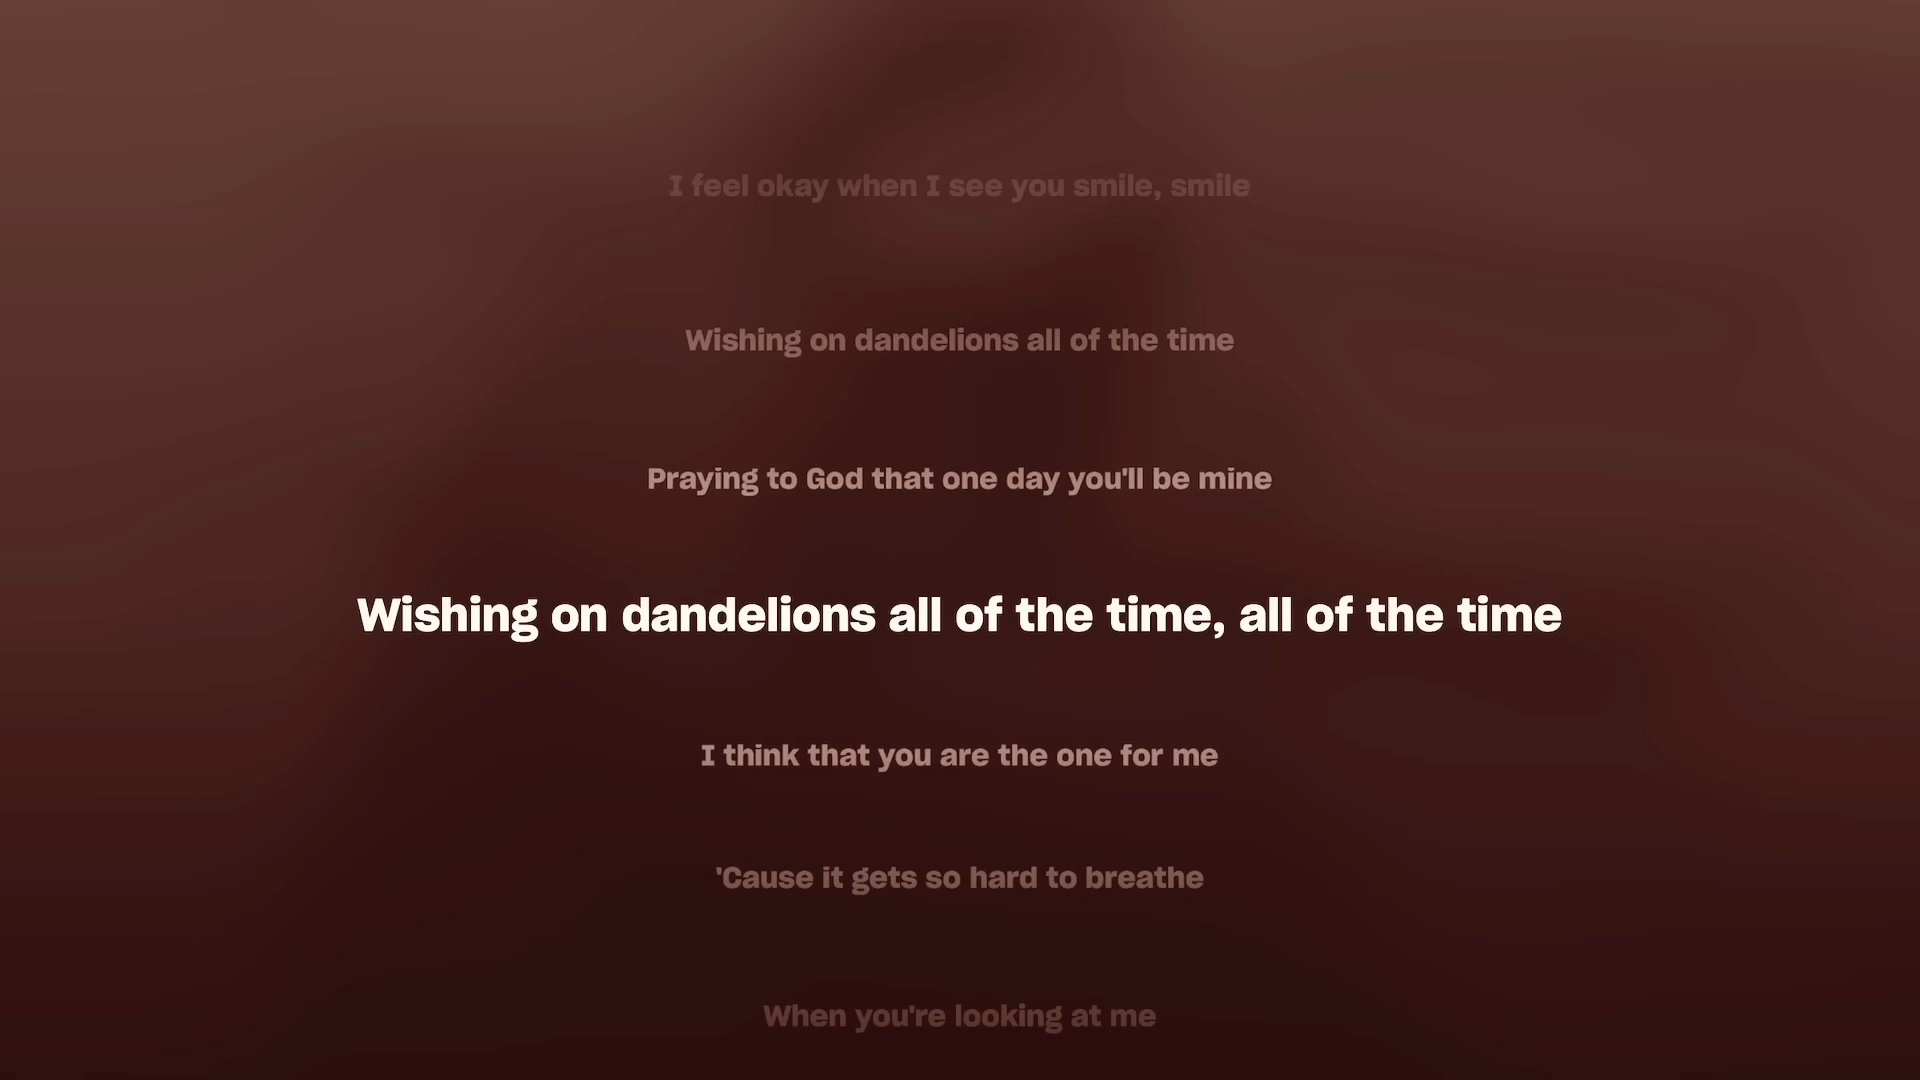 I feel okay when I see you smile, smile
Wishing on dandelions all of the time
Praying to God that one day you'll be mine
Wishing on dandelions all of the time, all of the time
I think that you are the one for me
'Cause it gets so hard to breathe
When you're looking at me